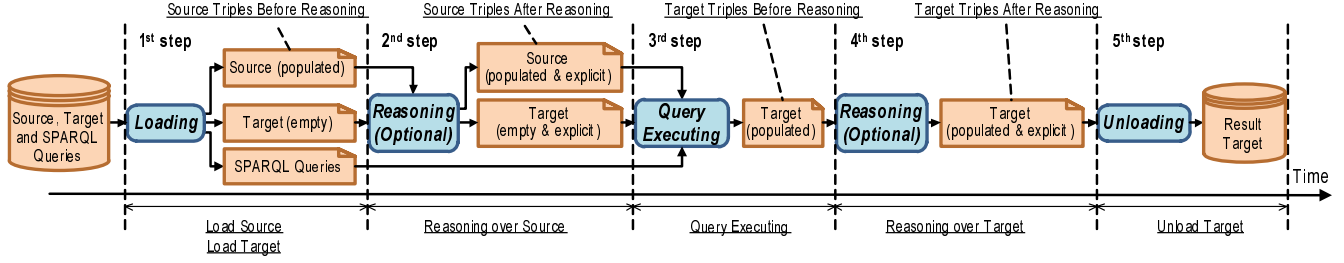 Source Triples Before Reasoning
Source Triples After Reasoning
Target Triples Before Reasoning
Target Triples After Reasoning
1st step
2nd step
3rd step
4th step
5th step
Source, Target
and SPARQL
Queries
Loading
Source (populated)
Target (empty)
SPARQL Queries
Reasoning
(Optional)
Source
(populated & explicit)
Target
(empty & explicit)
Query
Executing
Target
(populated)
Reasoning
(Optional)
Target
(populated & explicit)
Unloading
Result
Target
Time
Load Source
Load Target
Reasoning over Source
Query Executing
Reasoning over Target
Unload Target